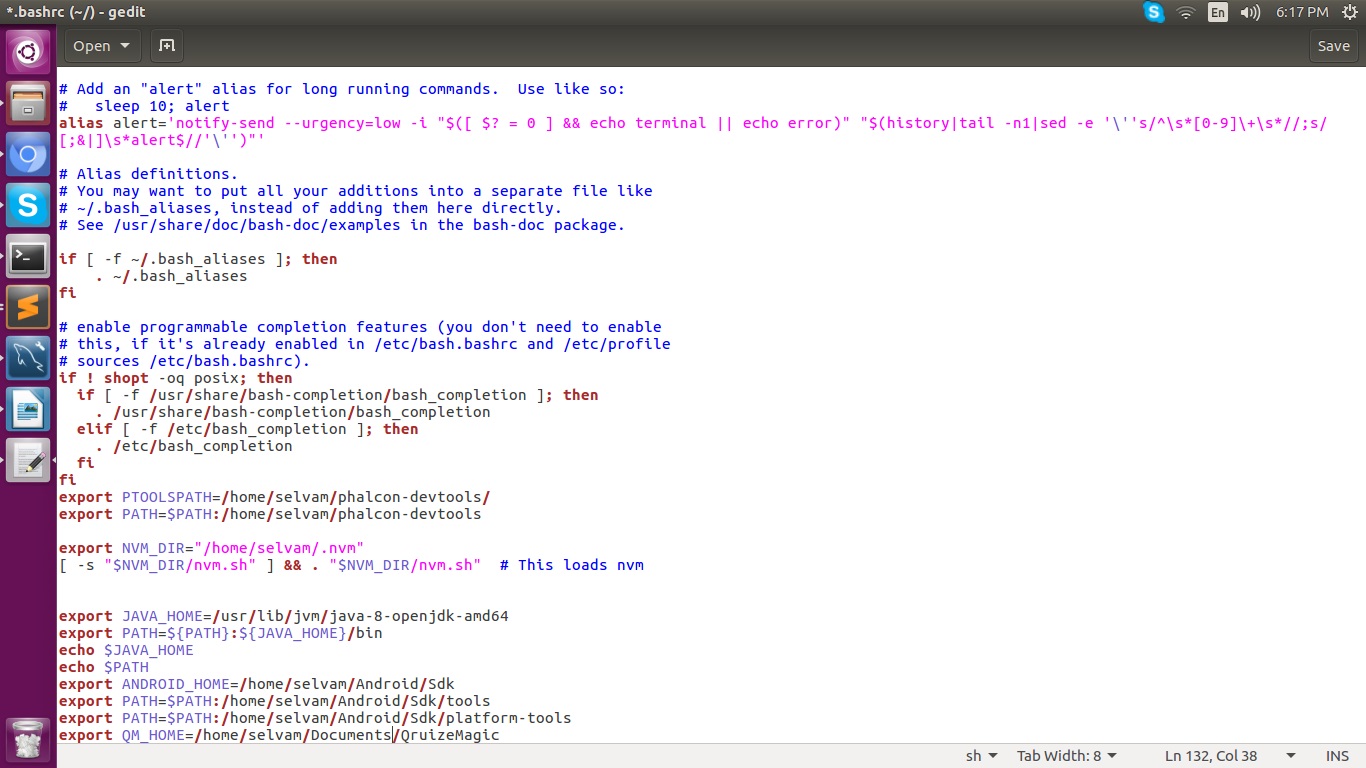 *.bashrc (~/) - gedit
En
6:17 PM
Open
Save
# Add an "alert" alias for long running commands.  Use like so:
#   sleep 10; alert
alias alert='notify-send --urgency=low -i "$([ $? = 0 ] && echo terminal || echo error)" "$(history|tail -n1|sed -e '\''s/^\s*[0-9]\+\s*//;s/
[;&|]\s*alert$//'\'')"'
# Alias definitions.
# You may want to put all your additions into a separate file like
# ~/.bash_aliases, instead of adding them here directly.
# See /usr/share/doc/bash-doc/examples in the bash-doc package.
if [ -f ~/.bash_aliases ]; then
    . ~/.bash_aliases
fi
# enable programmable completion features (you don't need to enable
# this, if it's already enabled in /etc/bash.bashrc and /etc/profile
# sources /etc/bash.bashrc).
if ! shopt -oq posix; then
  if [ -f /usr/share/bash-completion/bash_completion ]; then
    . /usr/share/bash-completion/bash_completion
  elif [ -f /etc/bash_completion ]; then
    . /etc/bash_completion
  fi
fi
export PTOOLSPATH=/home/selvam/phalcon-devtools/
export PATH=$PATH:/home/selvam/phalcon-devtools
export NVM_DIR="/home/selvam/.nvm"
[ -s "$NVM_DIR/nvm.sh" ] && . "$NVM_DIR/nvm.sh"  # This loads nvm
export JAVA_HOME=/usr/lib/jvm/java-8-openjdk-amd64
export PATH=${PATH}:${JAVA_HOME}/bin
echo $JAVA_HOME
echo $PATH
export ANDROID_HOME=/home/selvam/Android/Sdk
export PATH=$PATH:/home/selvam/Android/Sdk/tools
export PATH=$PATH:/home/selvam/Android/Sdk/platform-tools
export QM_HOME=/home/selvam/Documents/QruizeMagic
sh
Tab Width: 8
Ln 132, Col 38
INS